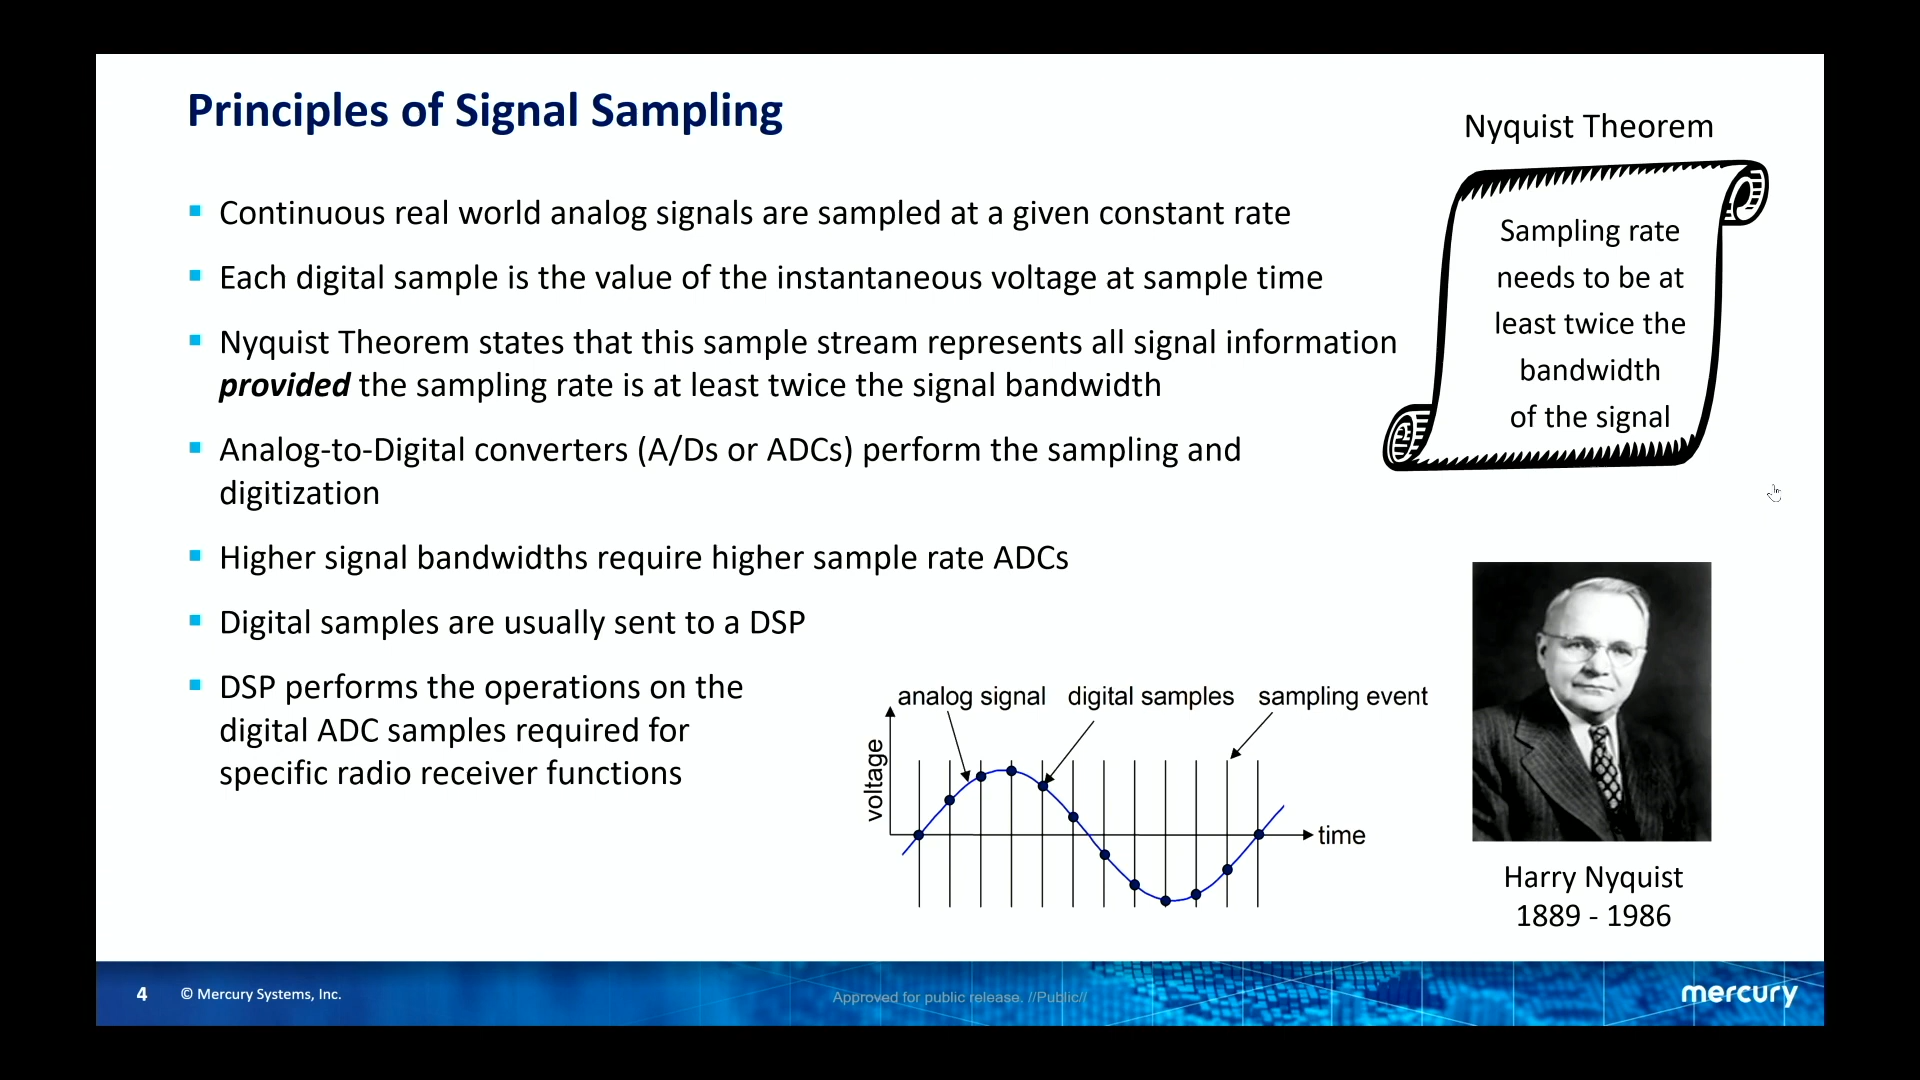 Principles of Signal Sampling
Continuous real world analog signals are sampled at a given constant rate
Each digital sample is the value of the instantaneous voltage at sample time
Nyquist Theorem states that this sample stream represents all signal information
provided the sampling rate is at least twice the signal bandwidth
Analog-to-Digital converters (A/Ds or ADCs) perform the sampling and
digitization
Higher signal bandwidths require higher sample rate ADCs
Digital samples are usually sent to a DSP
DSP performs the operations on the
digital ADC samples required for
specific radio receiver functions
Nyquist Theorem
Sampling rate
needs to be at
least twice the
bandwidth
of the signal
analog signal digital samples sampling event
voltage
time
Harry Nyquist
1889 - 1986
4 © Mercury Systems, Inc.
Approved for public release. //Public//
mercury